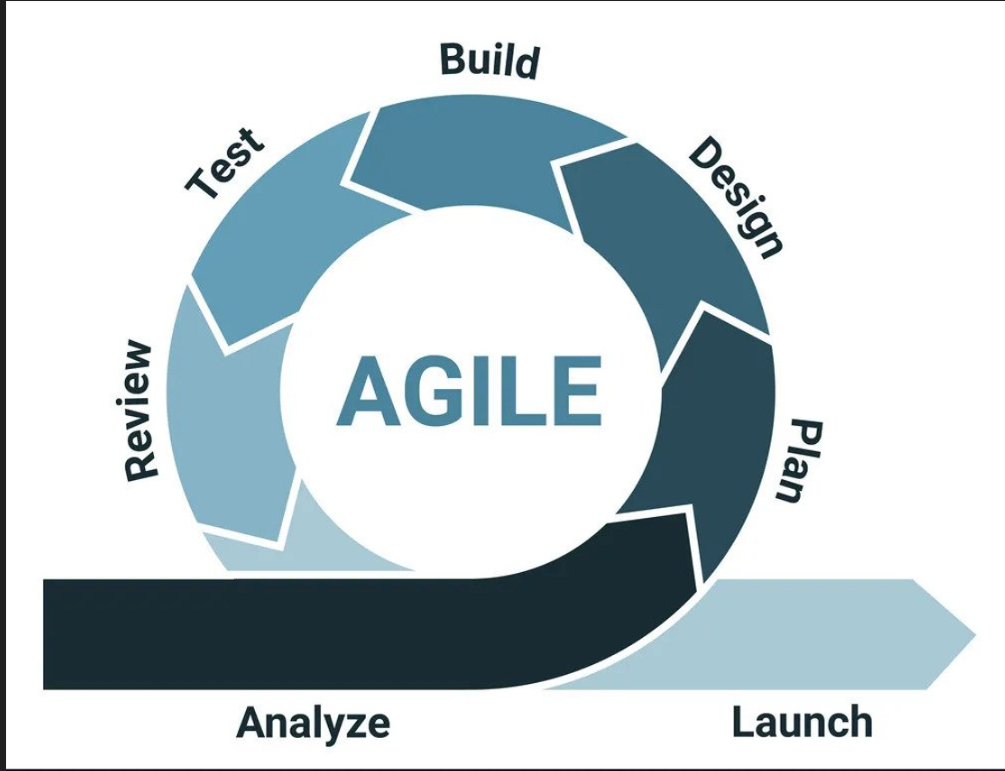 Build
Test
Design
AGILE
Review
Plan
Analyze
Launch